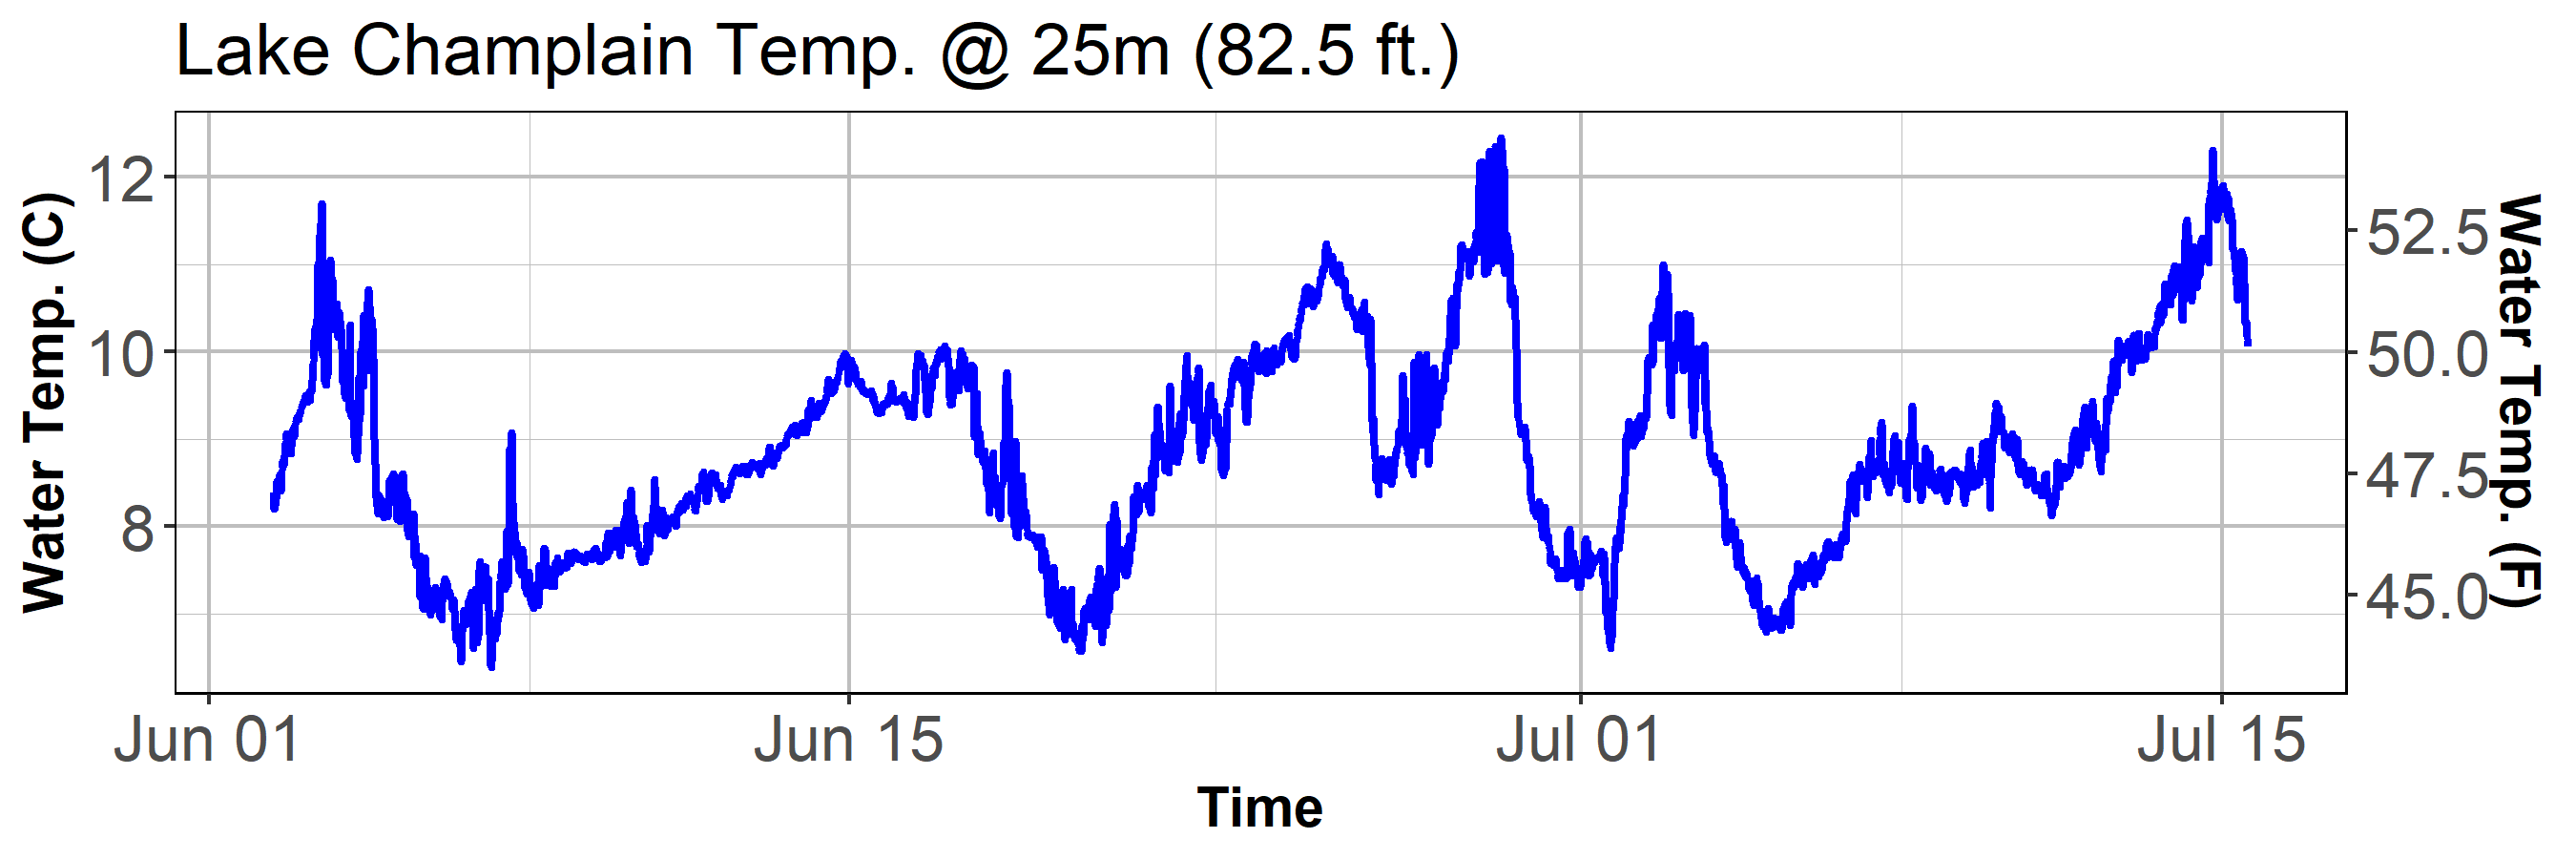 Lake Champlain Temp. @ 25m (82.5 ft.)
Water Temp. (C)
12
10
8
52.5
50.0
47.5
45.0
Water Temp. (F)
Jun 01 Jun 15 Jul 01 Jul 15
Time